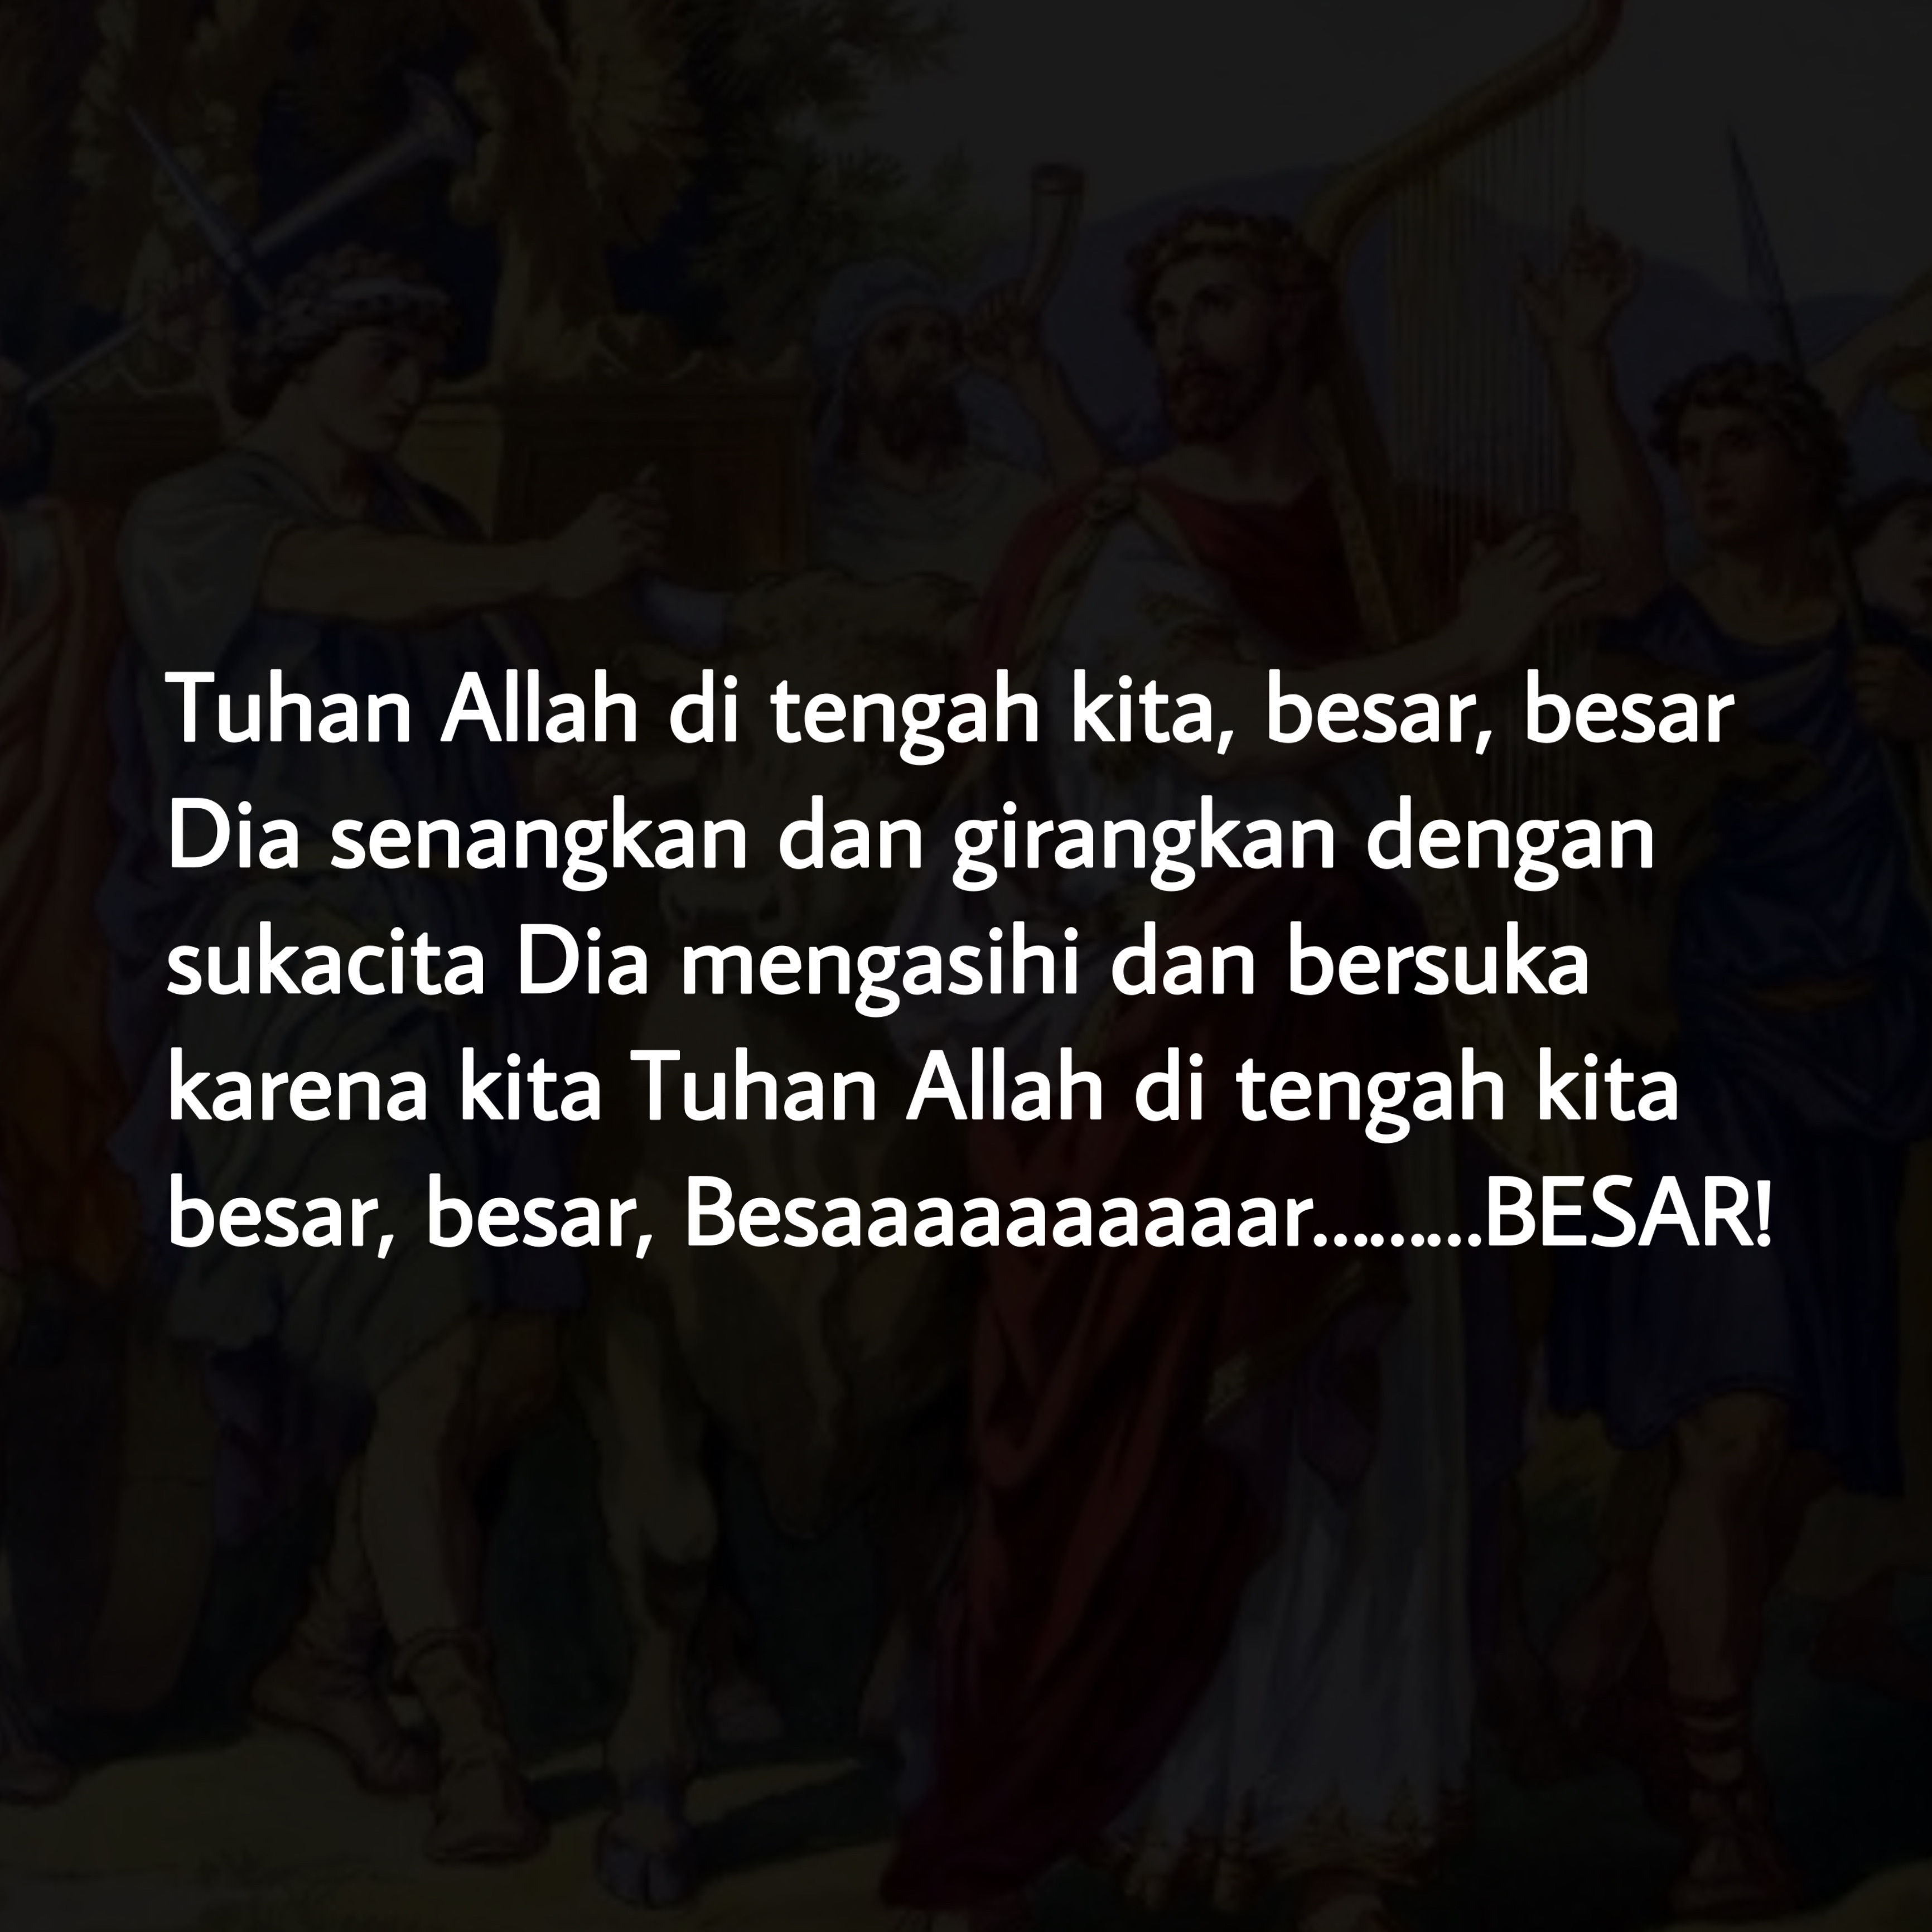 Tuhan Allah di tengah kita, besar, besar
Dia senangkan dan girangkan dengan
sukacita Dia mengasihi dan bersuka
karena kita Tuhan Allah di tengah kita
besar, besar, Besaaaaaaaaaaar.........BESAR!